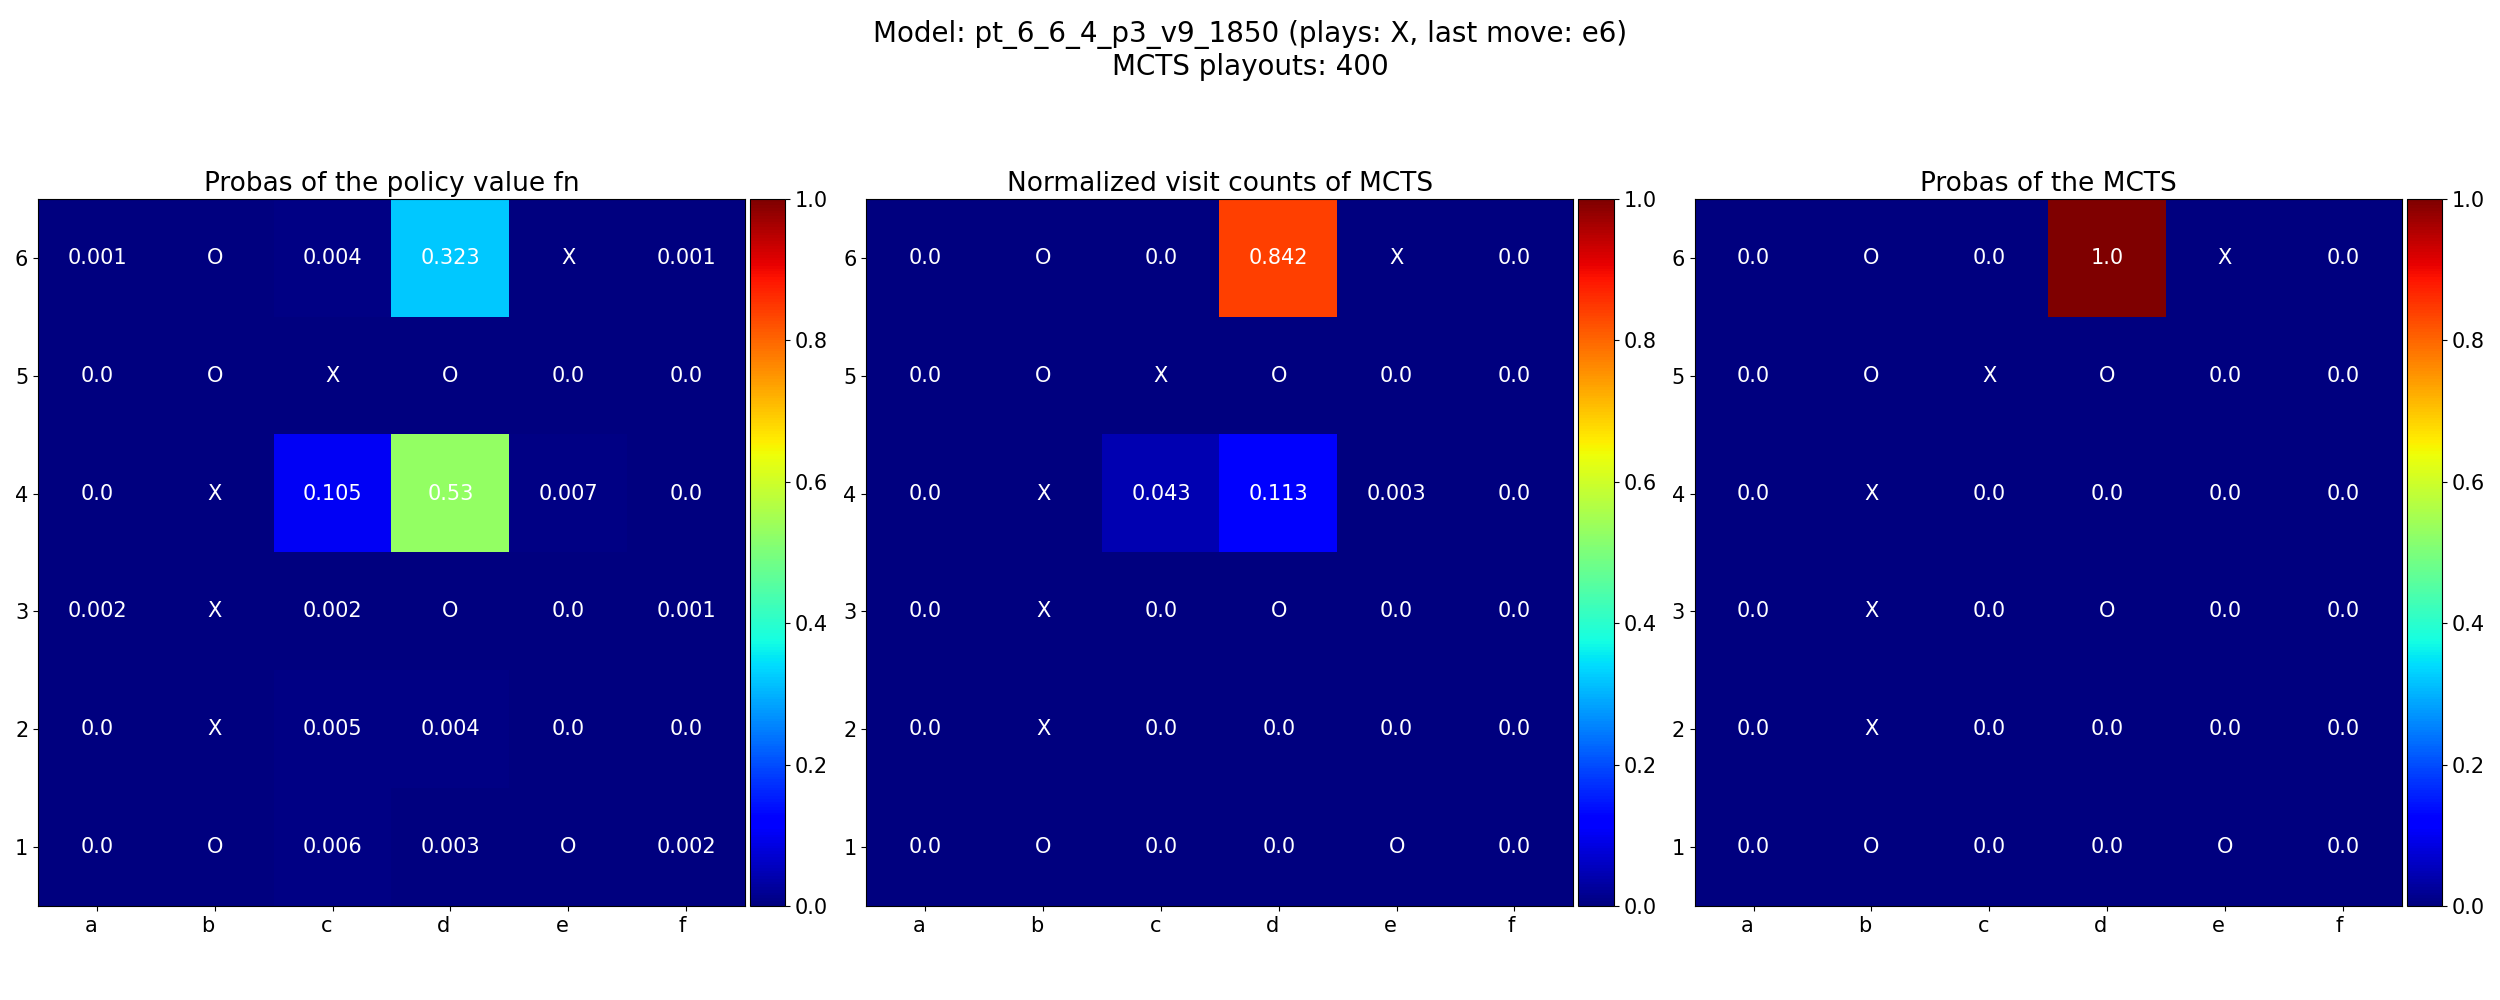 Model: pt_6_6_4_p3_v9_1850 (plays: X, last move: e6)
MCTS playouts: 400
Probas of the policy value fn
1.0
6 0.001 O 0.004 0.323 X 0.001
5 0.0 O X O 0.0 0.0
0.8
4 0.0 X 0.105 0.53 0.007 0.0
0.6
3 0.002 X 0.002 O 0.0 0.001
0.4
2 0.0 X 0.005 0.004 0.0 0.0
0.2
1 0.0 O 0.006 0.003 O 0.002
0.0
a b c d e f
Normalized visit counts of MCTS
1.0
6 0.0 O 0.0 0.842 X 0.0
0.8
5 0.0 O X O 0.0 0.0
4 0.0 X 0.043 0.113 0.003 0.0
0.6
3 0.0 X 0.0 O 0.0 0.0
0.4
2 0.0 X 0.0 0.0 0.0 0.0
0.2
1 0.0 O 0.0 0.0 O 0.0
0.0
a b c d e f
Probas of the MCTS
1.0
6 0.0 O 0.0 1.0 X 0.0
0.8
5 0.0 O X O 0.0 0.0
4 0.0 X 0.0 0.0 0.0 0.0
0.6
3 0.0 X 0.0 O 0.0 0.0
0.4
2 0.0 X 0.0 0.0 0.0 0.0
0.2
1 0.0 O 0.0 0.0 O 0.0
0.0
a b c d e f